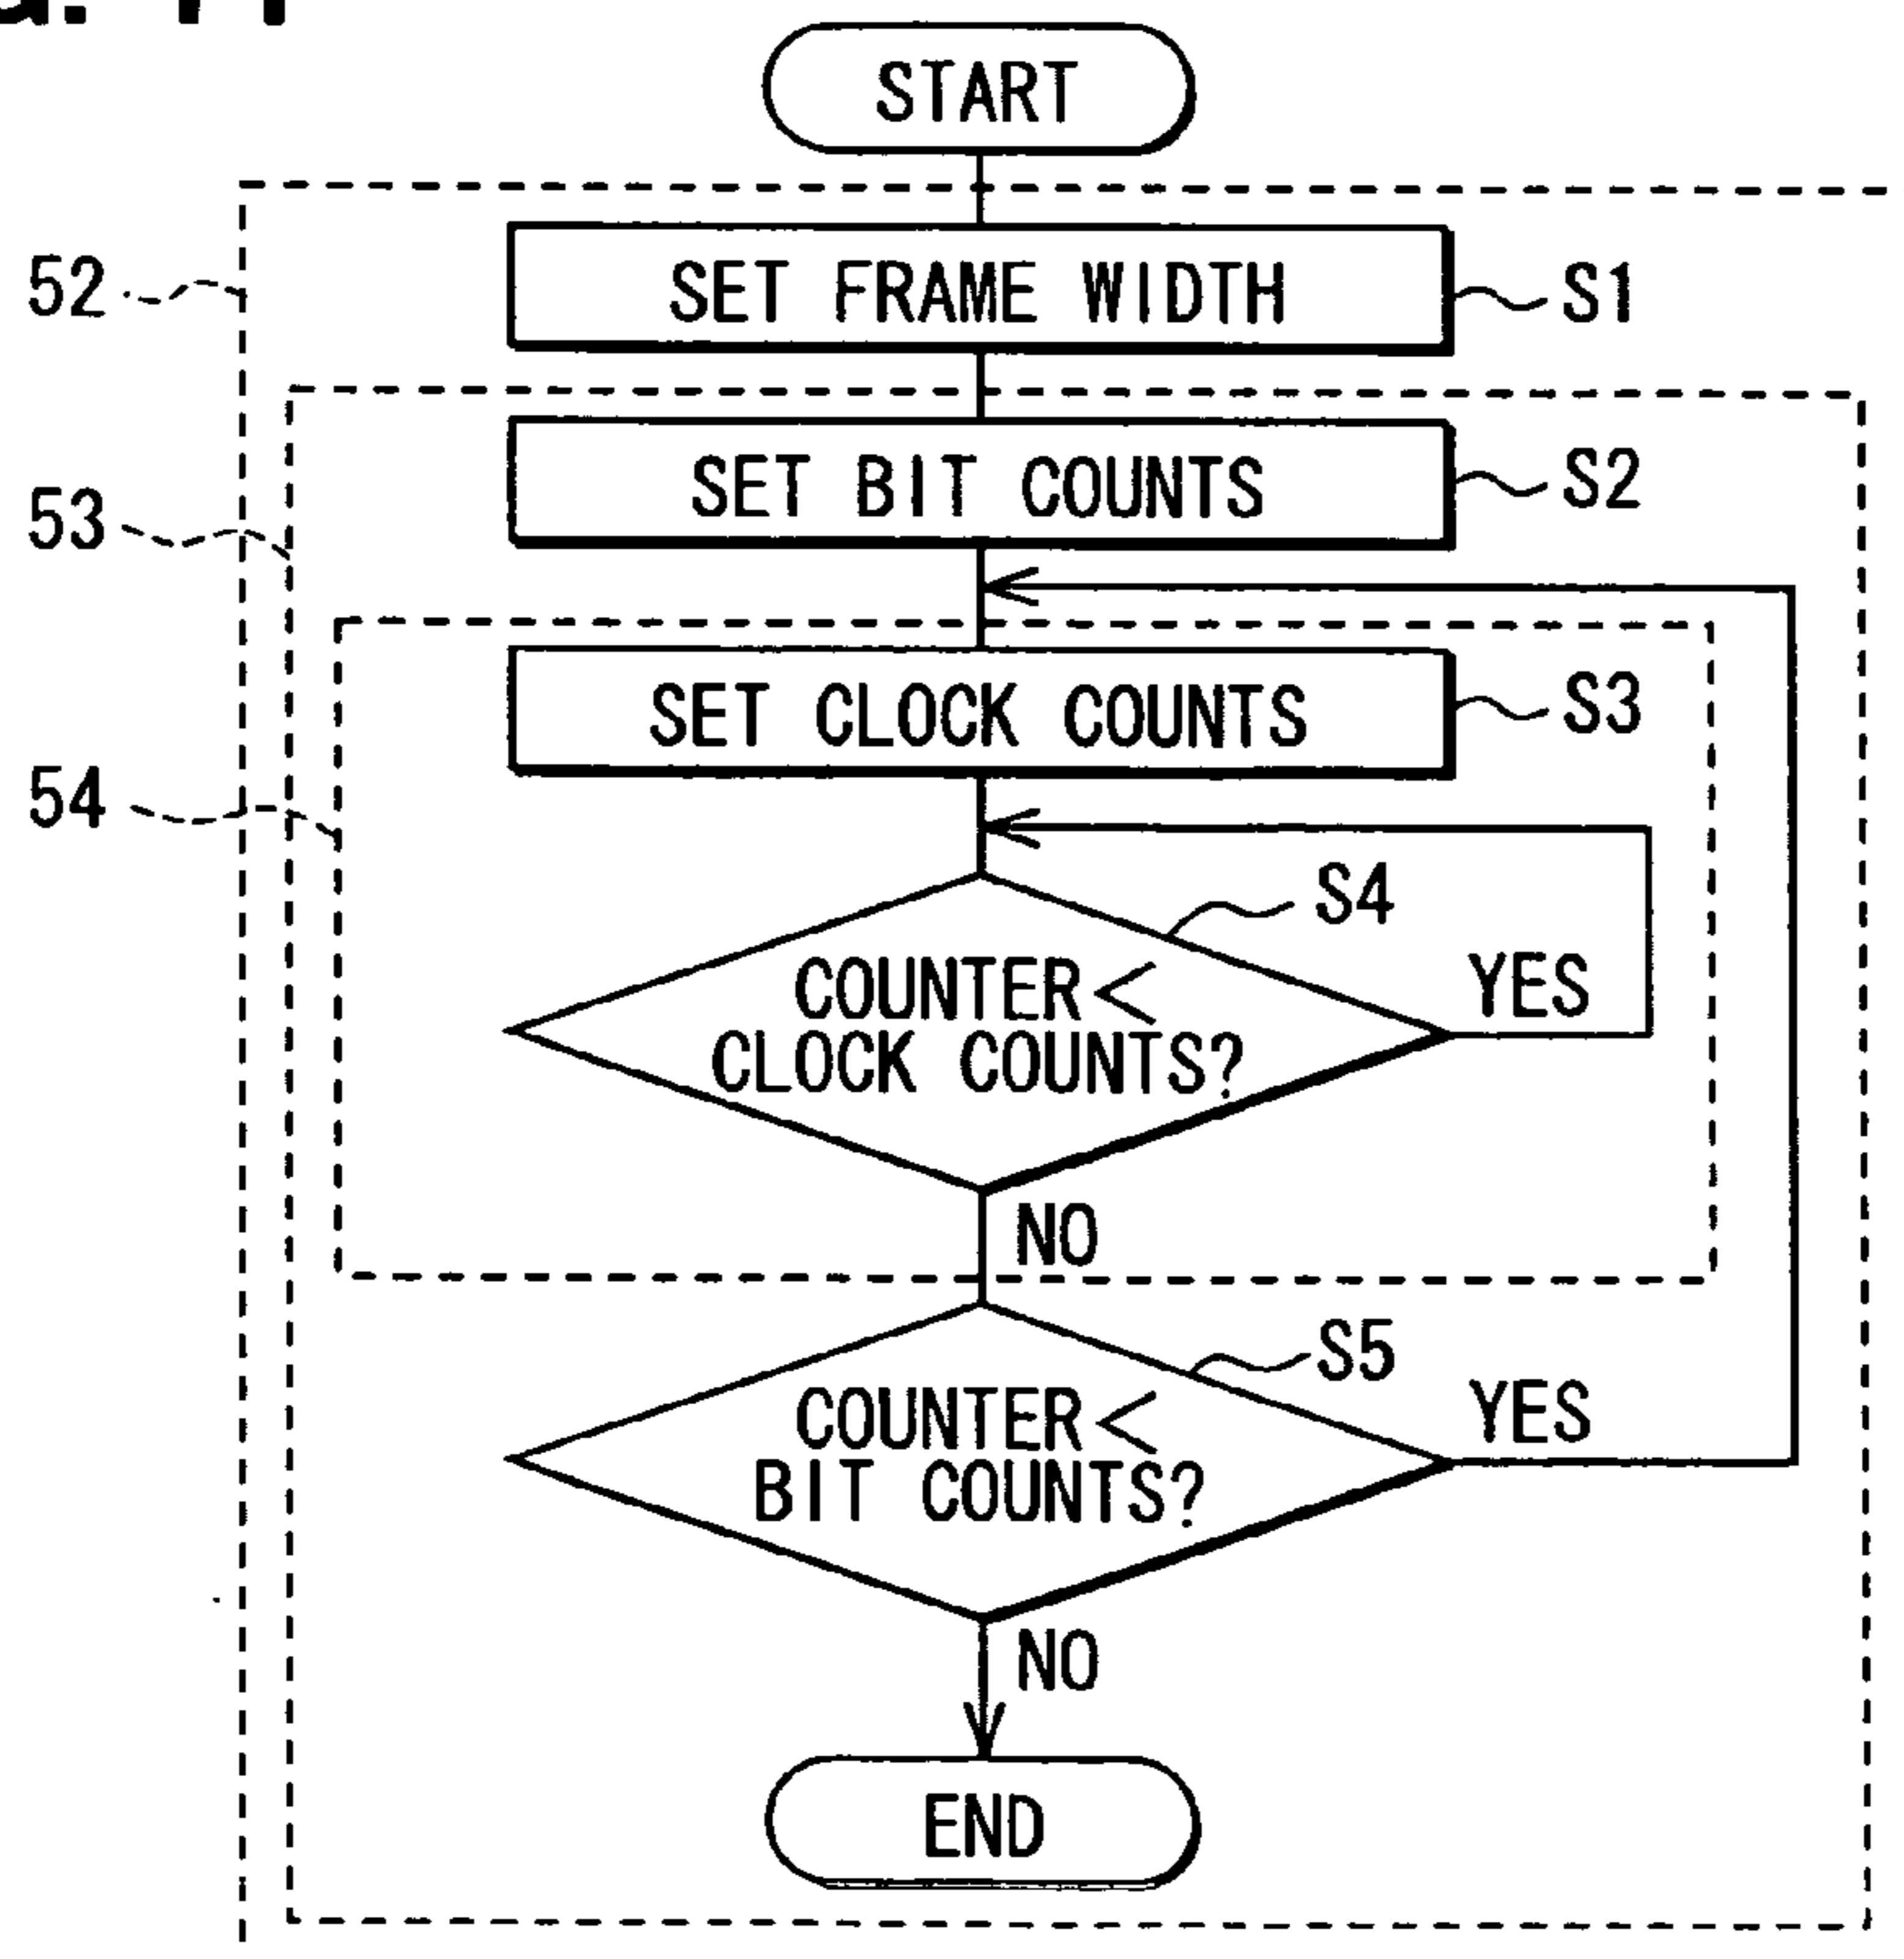 START
52
SET FRAME WIDTH
S1
53
SET BIT COUNTS
S2
54
SET CLOCK COUNTS
S3
S4
COUNTER<
CLOCK COUNTS?
YES
NO
S5
COUNTER<
BIT COUNTS?
YES
NO
END